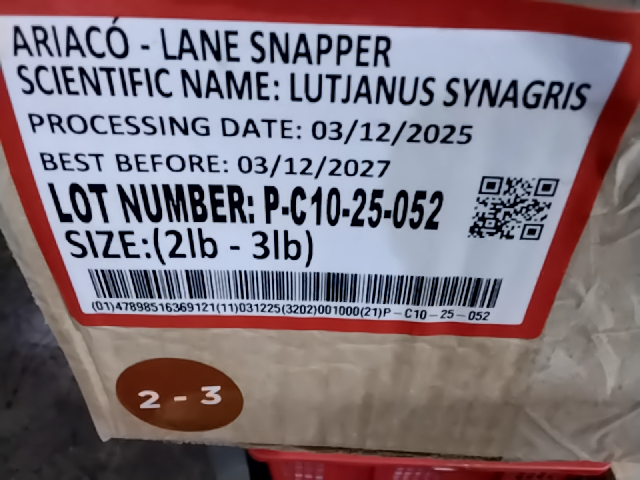 ARIACÓ - LANE SNAPPER
SCIENTIFIC NAME: LUTJANUS SYNAGRIS
PROCESSING DATE: 03/12/2025
BEST BEFORE: 03/12/2027
LOT NUMBER: P-C10-25-052
SIZE:(2lb - 3lb)
(01)47898516369121(11)031225(3202)001000(21)P-C10-25-052
2 - 3